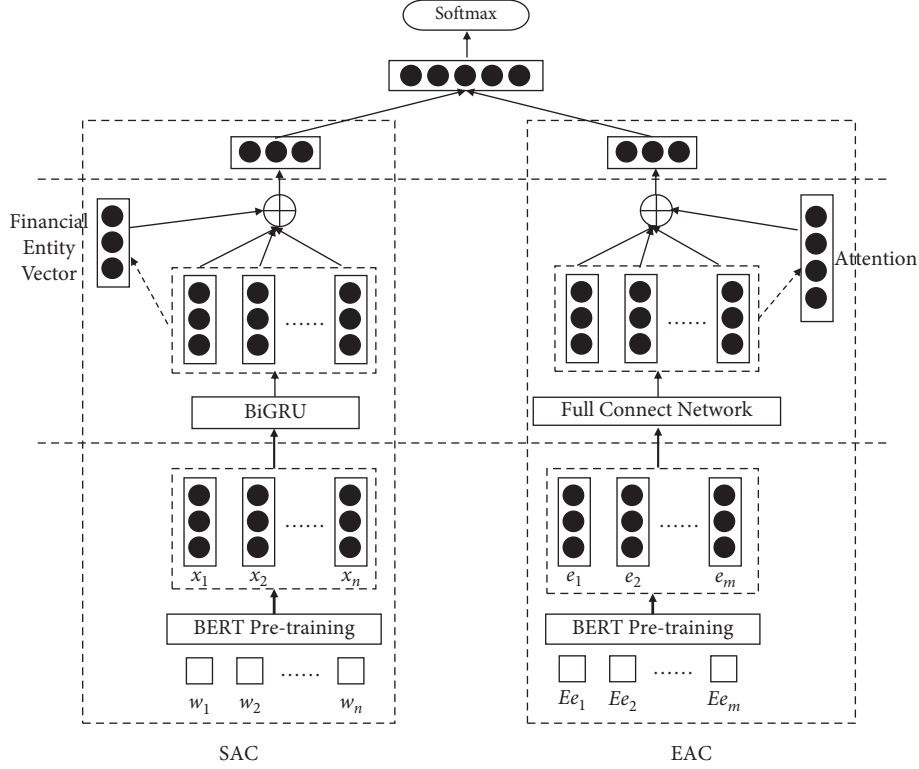 Softmax
Financial
Entity
Vector
Attention
......
......
BiGRU
Full Connect Network
......
......
x1 x2 xn
e1 e2 em
BERT Pre-training
BERT Pre-training
......
......
w1 w2 wn
Ee1 Ee2 Eem
SAC
EAC